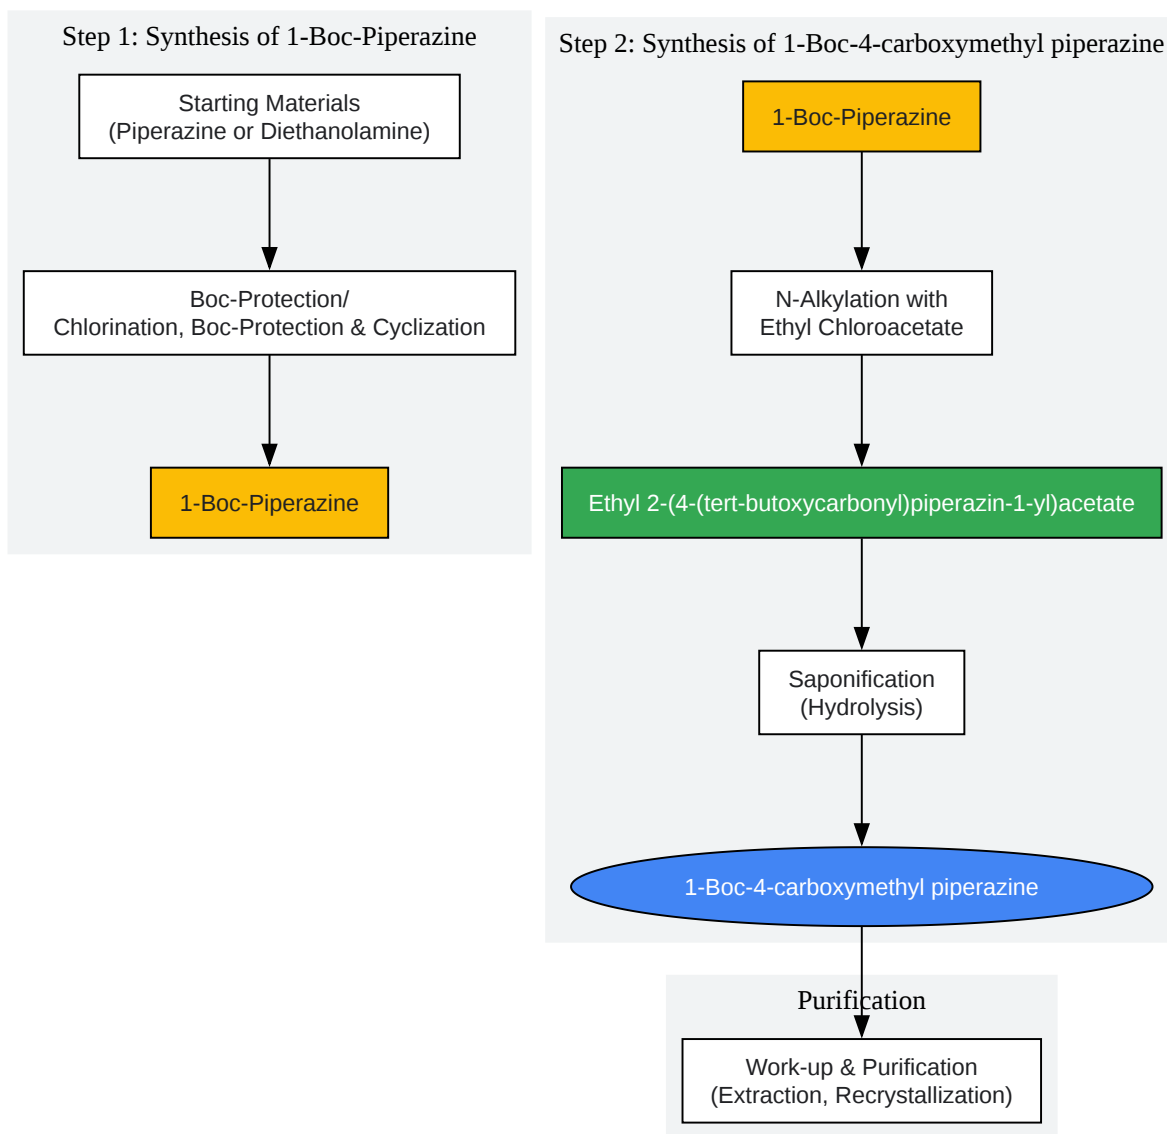 Step 1: Synthesis of 1-Boc-Piperazine
Starting Materials
(Piperazine or Diethanolamine)
Boc-Protection/
Chlorination, Boc-Protection & Cyclization
1-Boc-Piperazine
Step 2: Synthesis of 1-Boc-4-carboxymethyl piperazine
1-Boc-Piperazine
N-Alkylation with
Ethyl Chloroacetate
Ethyl 2-(4-(tert-butoxycarbonyl)piperazin-1-yl)acetate
Saponification
(Hydrolysis)
1-Boc-4-carboxymethyl piperazine
Purification
Work-up & Purification
(Extraction, Recrystallization)